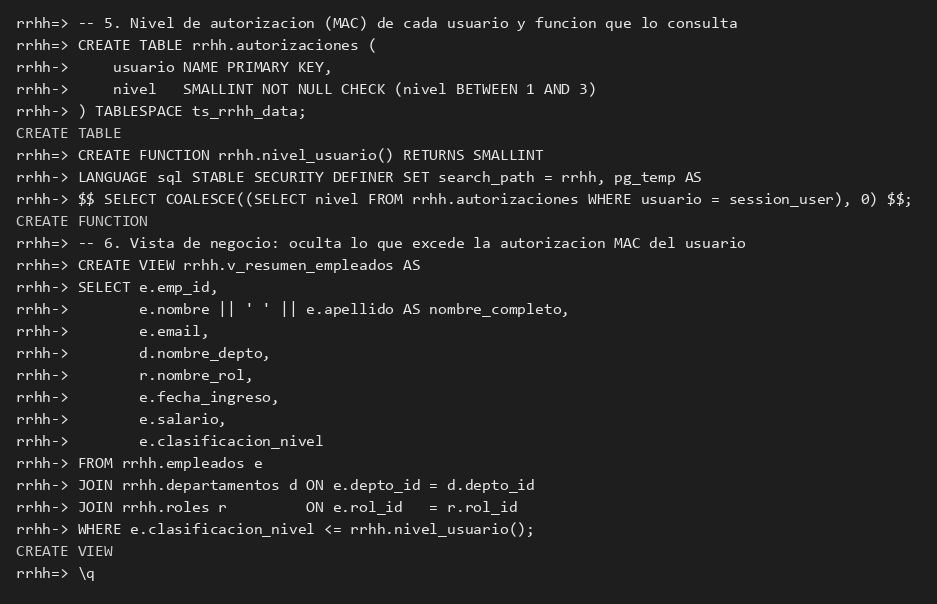 rrhh=> -- 5. Nivel de autorizacion (MAC) de cada usuario y funcion que lo consulta
rrhh=> CREATE TABLE rrhh.autorizaciones (
rrhh->     usuario NAME PRIMARY KEY,
rrhh->     nivel   SMALLINT NOT NULL CHECK (nivel BETWEEN 1 AND 3)
rrhh-> ) TABLESPACE ts_rrhh_data;
CREATE TABLE
rrhh=> CREATE FUNCTION rrhh.nivel_usuario() RETURNS SMALLINT
rrhh-> LANGUAGE sql STABLE SECURITY DEFINER SET search_path = rrhh, pg_temp AS
rrhh-> $$ SELECT COALESCE((SELECT nivel FROM rrhh.autorizaciones WHERE usuario = session_user), 0) $$;
CREATE FUNCTION
rrhh=> -- 6. Vista de negocio: oculta lo que excede la autorizacion MAC del usuario
rrhh=> CREATE VIEW rrhh.v_resumen_empleados AS
rrhh-> SELECT e.emp_id,
rrhh->        e.nombre || ' ' || e.apellido AS nombre_completo,
rrhh->        e.email,
rrhh->        d.nombre_depto,
rrhh->        r.nombre_rol,
rrhh->        e.fecha_ingreso,
rrhh->        e.salario,
rrhh->        e.clasificacion_nivel
rrhh-> FROM rrhh.empleados e
rrhh-> JOIN rrhh.departamentos d ON e.depto_id = d.depto_id
rrhh-> JOIN rrhh.roles r         ON e.rol_id   = r.rol_id
rrhh-> WHERE e.clasificacion_nivel <= rrhh.nivel_usuario();
CREATE VIEW
rrhh=> \q